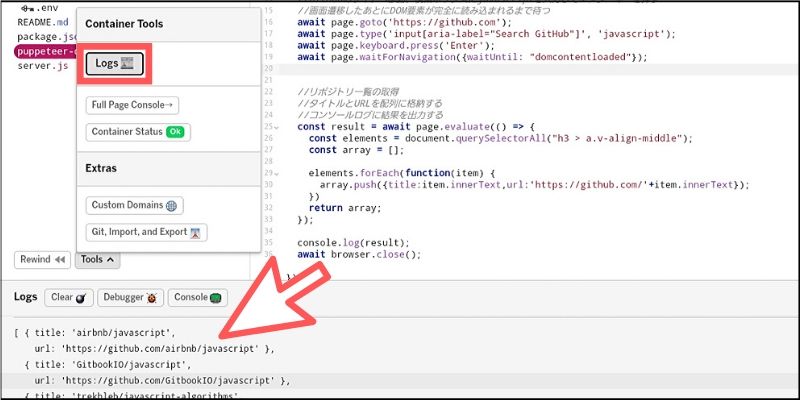 .env
README.md
package.jso
puppeteer-
server.js
Container Tools
Logs
Full Page Console→
Container Status Ok
Extras
Custom Domains
Git, Import, and Export
Rewind
Tools
15 //画面遷移したあとにDOM要素が完全に読み込まれるまで待つ
16 await page.goto('https://github.com');
17 await page.type('input[aria-label="Search GitHub"]', 'javascript');
18 await page.keyboard.press('Enter');
19 await page.waitForNavigation({waitUntil: "domcontentloaded"});
20
21
22 //リポジトリ一覧の取得
23 //タイトルとURLを配列に格納する
24 //コンソールログに結果を出力する
25 const result = await page.evaluate(() => {
26 const elements = document.querySelectorAll("h3 > a.v-align-middle");
27 const array = [];
28
29 elements.forEach(function(item) {
30 array.push({title:item.innerText,url:'https://github.com/'+item.innerText});
31 })
32 return array;
33 });
34
35 console.log(result);
36 await browser.close();
})
Logs
Clear
Debugger
Console
[ { title: 'airbnb/javascript',
url: 'https://github.com/airbnb/javascript' },
{ title: 'GitbookIO/javascript',
url: 'https://github.com/GitbookIO/javascript' },
{ title: 'trekhleb/javascript-algorithms',